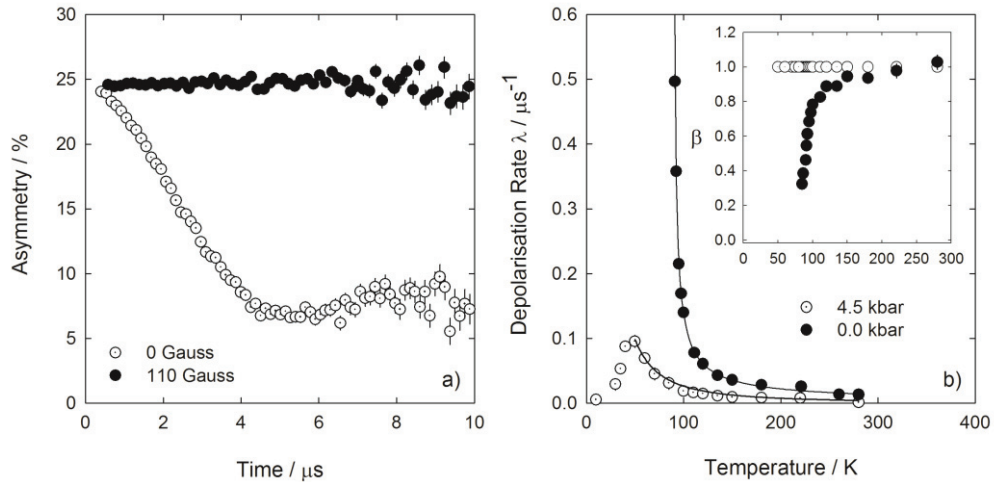 30
25
20
15
10
5
0
Asymmetry / %
0 Gauss
110 Gauss
a)
0 2 4 6 8 10
Time / μs
0.6
0.5
0.4
0.3
0.2
0.1
0.0
Depolarisation Rate λ / μs⁻¹
1.2
1.0
0.8
0.6
0.4
0.2
0.0
β
0 50 100 150 200 250 300
4.5 kbar
0.0 kbar
b)
0 100 200 300 400
Temperature / K